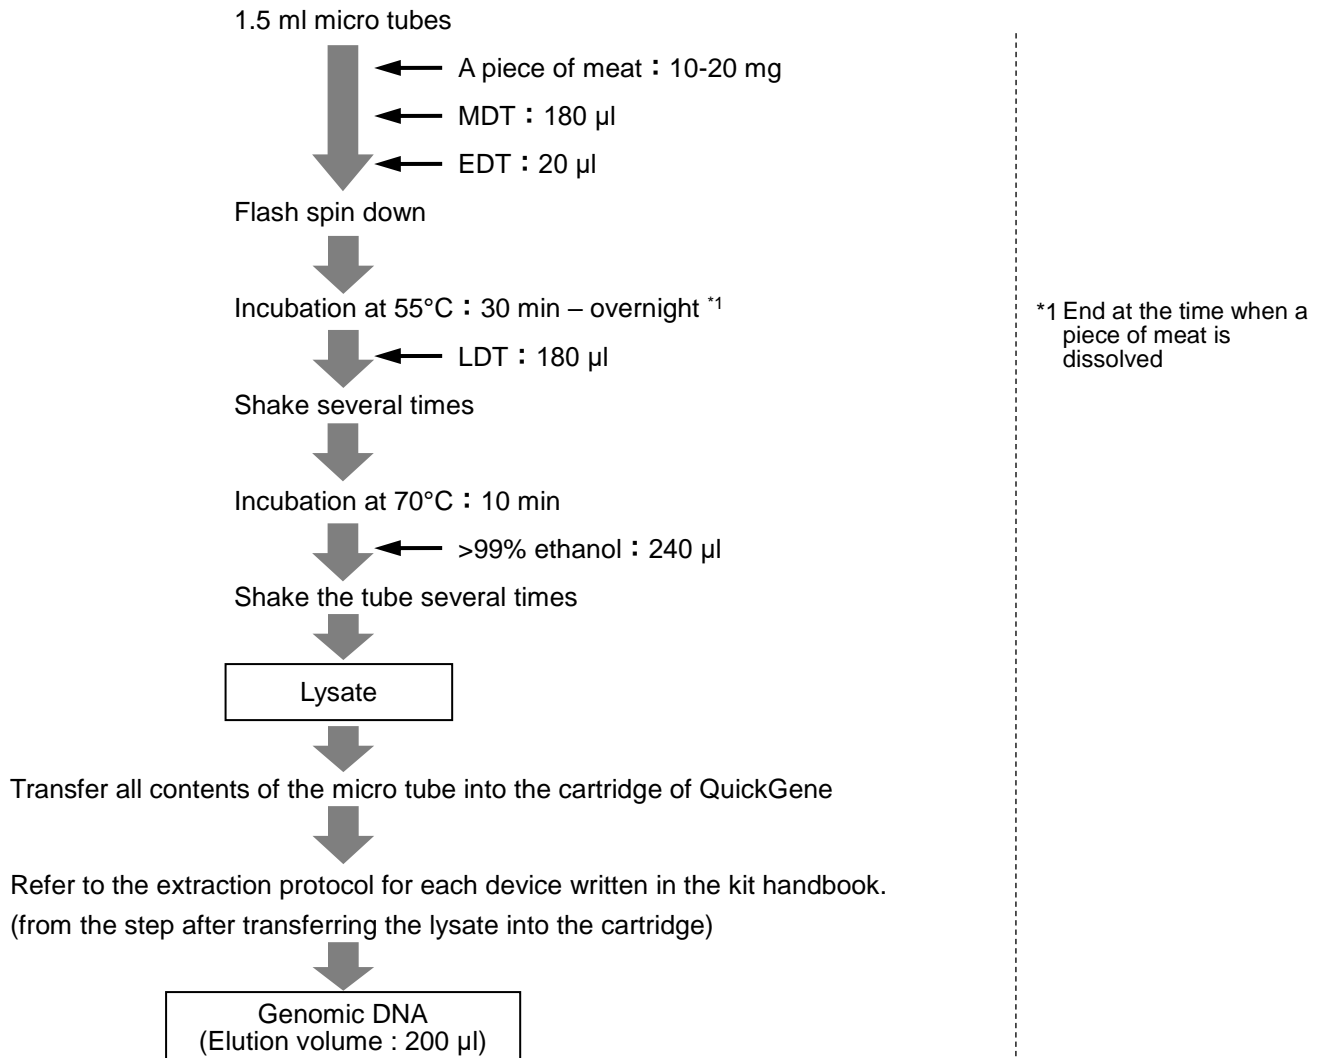 1.5 ml micro tubes
A piece of meat：10-20 mg
MDT：180 µl
EDT：20 µl
Flash spin down
Incubation at 55°C：30 min – overnight *1
*1 End at the time when a
piece of meat is
dissolved
LDT：180 µl
Shake several times
Incubation at 70°C：10 min
>99% ethanol：240 µl
Shake the tube several times
Lysate
Transfer all contents of the micro tube into the cartridge of QuickGene
Refer to the extraction protocol for each device written in the kit handbook.
(from the step after transferring the lysate into the cartridge)
Genomic DNA
(Elution volume : 200 µl)